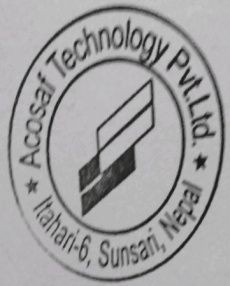 ★ Acosaf Technology Pvt.Ltd. ★
Itahari-6, Sunsari, Nepal